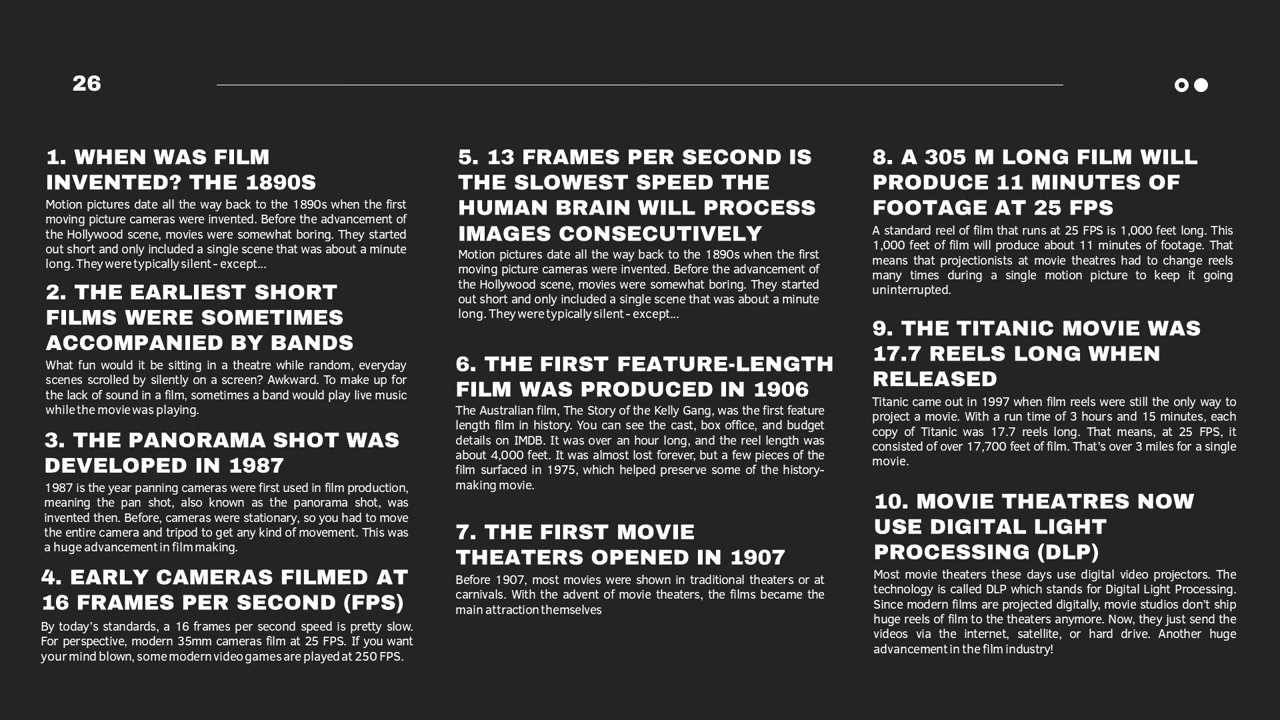 26
1. WHEN WAS FILM
INVENTED? THE 1890S
Motion pictures date all the way back to the 1890s when the first
moving picture cameras were invented. Before the advancement of
the Hollywood scene, movies were somewhat boring. They started
out short and only included a single scene that was about a minute
long. They were typically silent - except...
2. THE EARLIEST SHORT
FILMS WERE SOMETIMES
ACCOMPANIED BY BANDS
What fun would it be sitting in a theatre while random, everyday
scenes scrolled by silently on a screen? Awkward. To make up for
the lack of sound in a film, sometimes a band would play live music
while the movie was playing.
3. THE PANORAMA SHOT WAS
DEVELOPED IN 1987
1987 is the year panning cameras were first used in film production,
meaning the pan shot, also known as the panorama shot, was
invented then. Before, cameras were stationary, so you had to move
the entire camera and tripod to get any kind of movement. This was
a huge advancement in film making.
4. EARLY CAMERAS FILMED AT
16 FRAMES PER SECOND (FPS)
By today's standards, a 16 frames per second speed is pretty slow.
For perspective, modern 35mm cameras film at 25 FPS. If you want
your mind blown, some modern video games are played at 250 FPS.
5. 13 FRAMES PER SECOND IS
THE SLOWEST SPEED THE
HUMAN BRAIN WILL PROCESS
IMAGES CONSECUTIVELY
Motion pictures date all the way back to the 1890s when the first
moving picture cameras were invented. Before the advancement of
the Hollywood scene, movies were somewhat boring. They started
out short and only included a single scene that was about a minute
long. They were typically silent - except...
6. THE FIRST FEATURE-LENGTH
FILM WAS PRODUCED IN 1906
The Australian film, The Story of the Kelly Gang, was the first feature
length film in history. You can see the cast, box office, and budget
details on IMDB. It was over an hour long, and the reel length was
about 4,000 feet. It was almost lost forever, but a few pieces of the
film surfaced in 1975, which helped preserve some of the history-
making movie.
7. THE FIRST MOVIE
THEATERS OPENED IN 1907
Before 1907, most movies were shown in traditional theaters or at
carnivals. With the advent of movie theaters, the films became the
main attraction themselves
8. A 305 M LONG FILM WILL
PRODUCE 11 MINUTES OF
FOOTAGE AT 25 FPS
A standard reel of film that runs at 25 FPS is 1,000 feet long. This
1,000 feet of film will produce about 11 minutes of footage. That
means that projectionists at movie theatres had to change reels
many times during a single motion picture to keep it going
uninterrupted.
9. THE TITANIC MOVIE WAS
17.7 REELS LONG WHEN
RELEASED
Titanic came out in 1997 when film reels were still the only way to
project a movie. With a run time of 3 hours and 15 minutes, each
copy of Titanic was 17.7 reels long. That means, at 25 FPS, it
consisted of over 17,700 feet of film. That's over 3 miles for a single
movie.
10. MOVIE THEATRES NOW
USE DIGITAL LIGHT
PROCESSING (DLP)
Most movie theaters these days use digital video projectors. The
technology is called DLP which stands for Digital Light Processing.
Since modern films are projected digitally, movie studios don't ship
huge reels of film to the theaters anymore. Now, they just send the
videos via the internet, satellite, or hard drive. Another huge
advancement in the film industry!